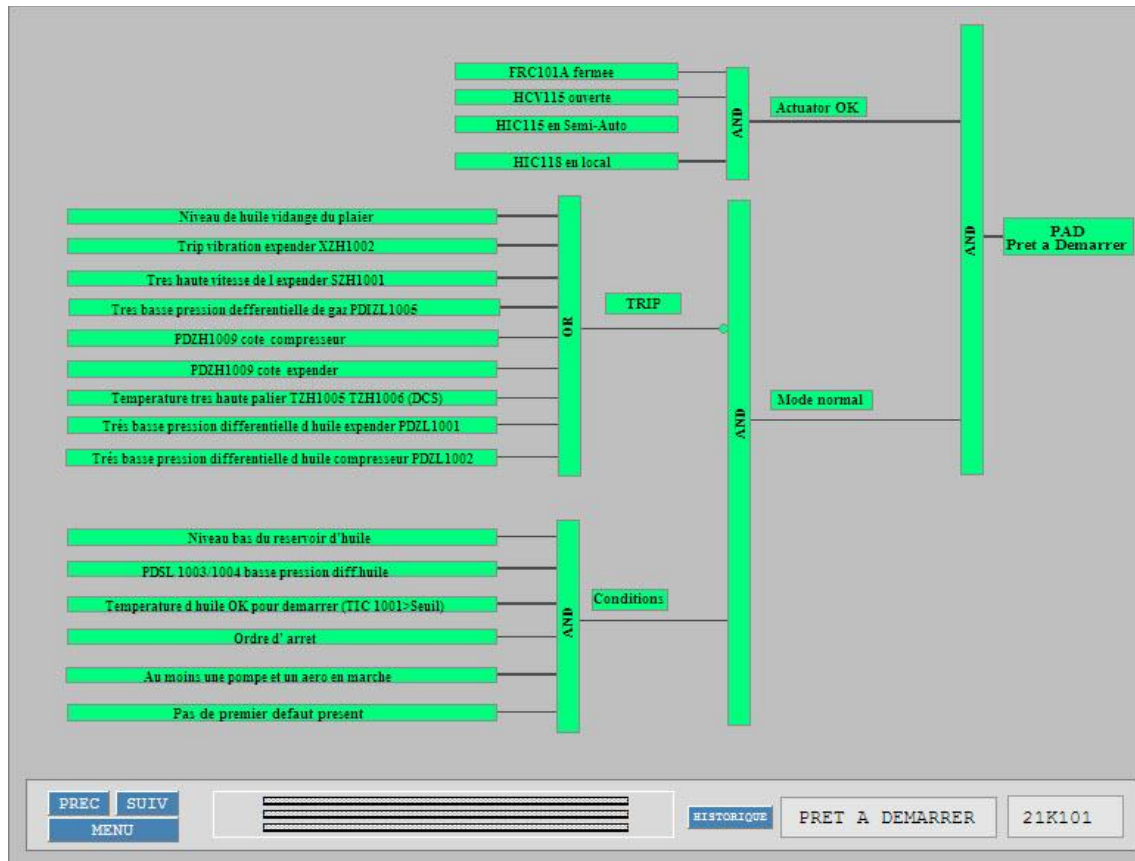 FRC101A fermee
HCV115 ouverte
HIC115 en Semi-Auto
HIC118 en local
AND
Actuator OK
AND
PAD
Pret a Demarrer
Niveau de huile vidange du plaier
Trip vibration expender XZH1002
Tres haute vitesse de l expender SZH1001
Tres basse pression defferentielle de gaz PDIZL1005
PDZH1009 cote compresseur
PDZH1009 cote expender
Temperature tres haute palier TZH1005 TZH1006 (DCS)
Trés basse pression differentielle d huile expender PDZL1001
Trés basse pression differentielle d huile compresseur PDZL1002
OR
TRIP
AND
Mode normal
Niveau bas du reservoir d'huile
PDSL 1003/1004 basse pression diff.huile
Temperature d huile OK pour demarrer (TIC 1001>Seuil)
Ordre d' arret
Au moins une pompe et un aero en marche
Pas de premier defaut present
AND
Conditions
PREC SUIV
MENU
HISTORIQUE
PRET A DEMARRER
21K101